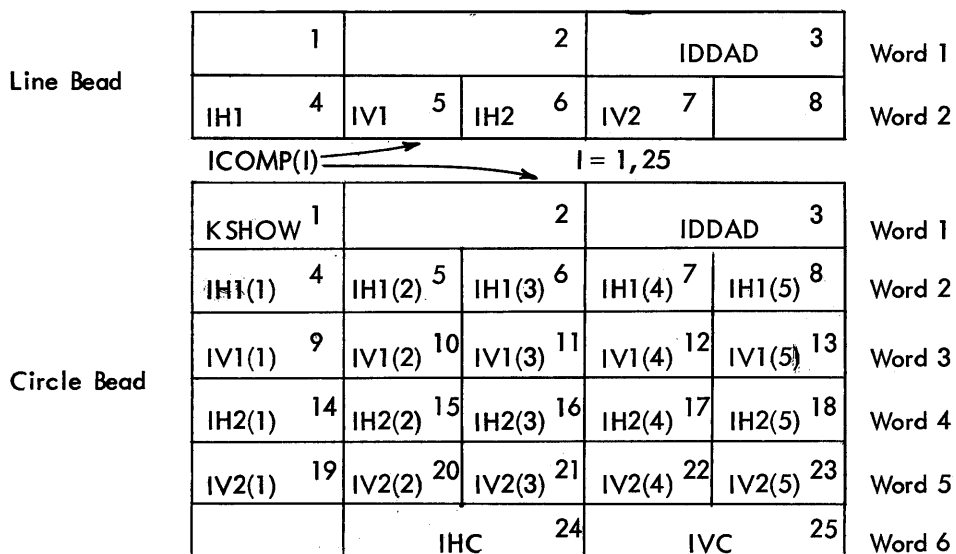 1 2 IDDAD 3 Word 1
Line Bead
IH1 4 IV1 5 IH2 6 IV2 7 8 Word 2
ICOMP(I) I = 1, 25
KSHOW 1 2 IDDAD 3 Word 1
IH1(1) 4 IH1(2) 5 IH1(3) 6 IH1(4) 7 IH1(5) 8 Word 2
IV1(1) 9 IV1(2) 10 IV1(3) 11 IV1(4) 12 IV1(5) 13 Word 3
Circle Bead
IH2(1) 14 IH2(2) 15 IH2(3) 16 IH2(4) 17 IH2(5) 18 Word 4
IV2(1) 19 IV2(2) 20 IV2(3) 21 IV2(4) 22 IV2(5) 23 Word 5
IHC 24 IVC 25 Word 6